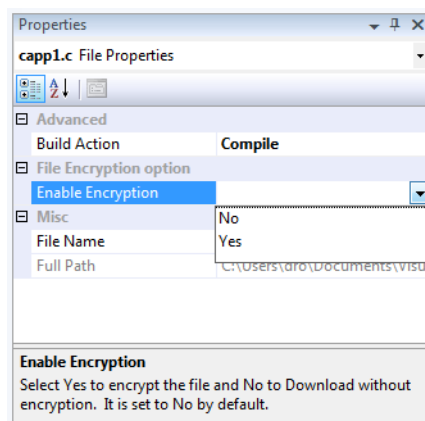 Properties
capp1.c File Properties
Advanced
Build Action Compile
File Encryption option
Enable Encryption
Misc No
File Name Yes
Full Path C:\Users\dro\Documents\Visu
Enable Encryption
Select Yes to encrypt the file and No to Download without
encryption. It is set to No by default.